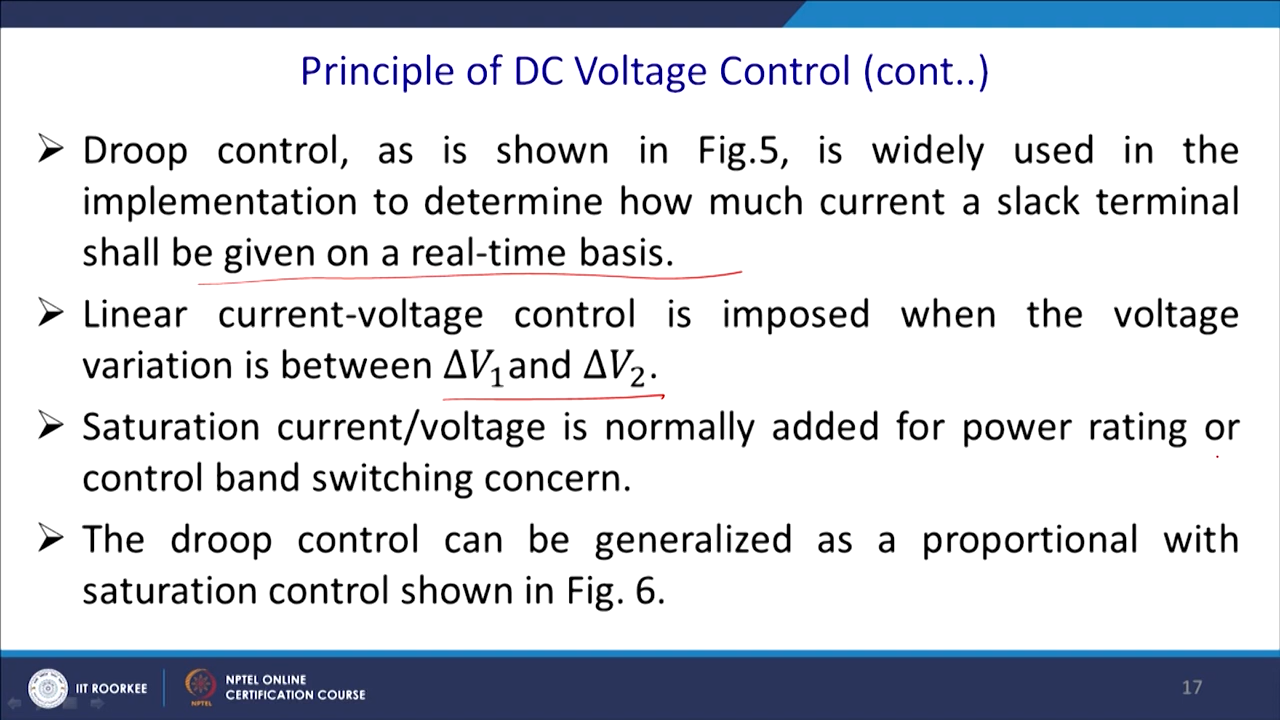 Principle of DC Voltage Control (cont..)
➢ Droop control, as is shown in Fig.5, is widely used in the
implementation to determine how much current a slack terminal
shall be given on a real-time basis.
➢ Linear current-voltage control is imposed when the voltage
variation is between ΔV₁and ΔV₂.
➢ Saturation current/voltage is normally added for power rating or
control band switching concern.
➢ The droop control can be generalized as a proportional with
saturation control shown in Fig. 6.
IIT ROORKEE
NPTEL
NPTEL ONLINE
CERTIFICATION COURSE
17